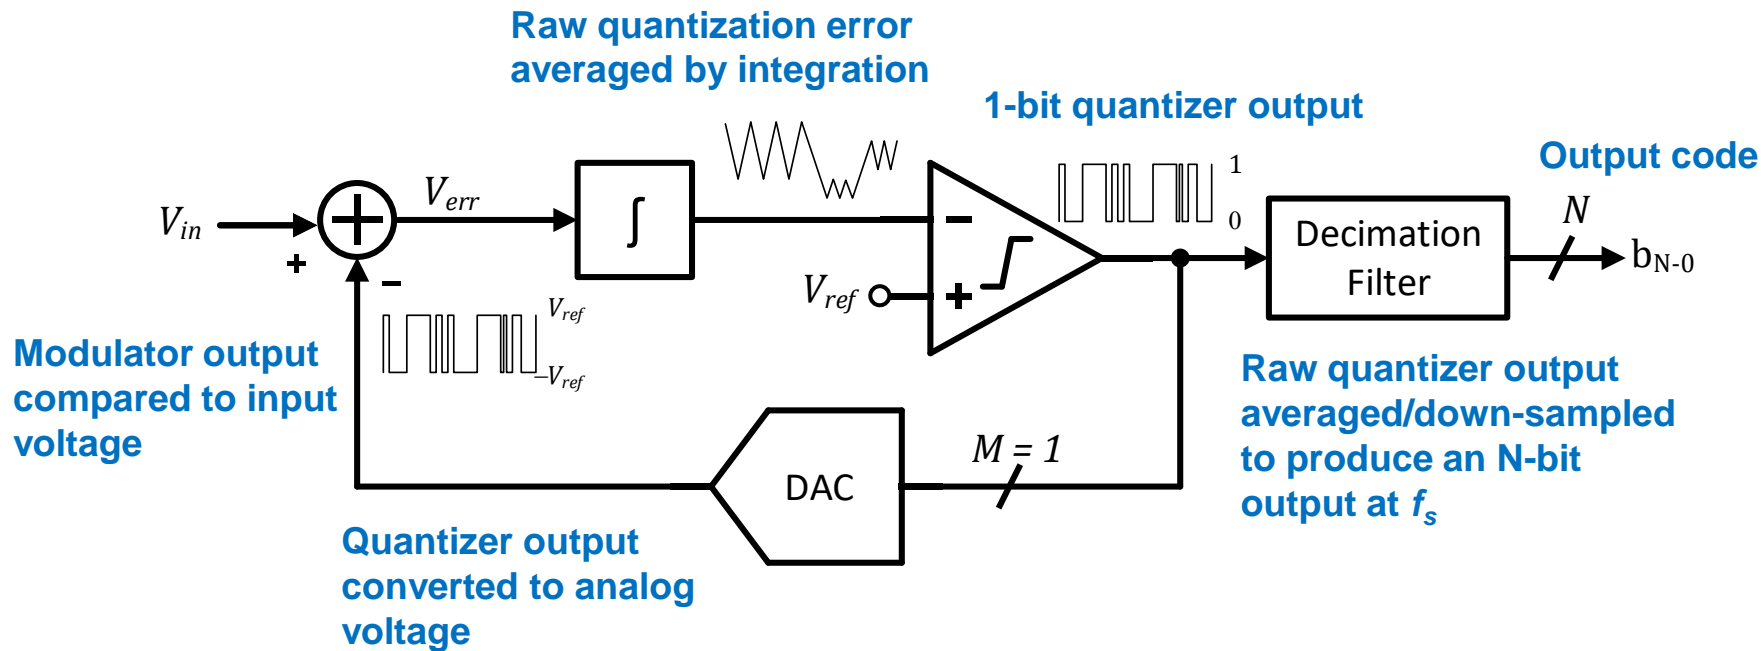 Raw quantization error
averaged by integration
1-bit quantizer output
Output code
1
0
V_in
+
−
V_err
∫
−
V_ref
+
Decimation
Filter
N
b_N-0
V_ref
−V_ref
Modulator output
compared to input
voltage
DAC
M = 1
Raw quantizer output
averaged/down-sampled
to produce an N-bit
output at f_s
Quantizer output
converted to analog
voltage